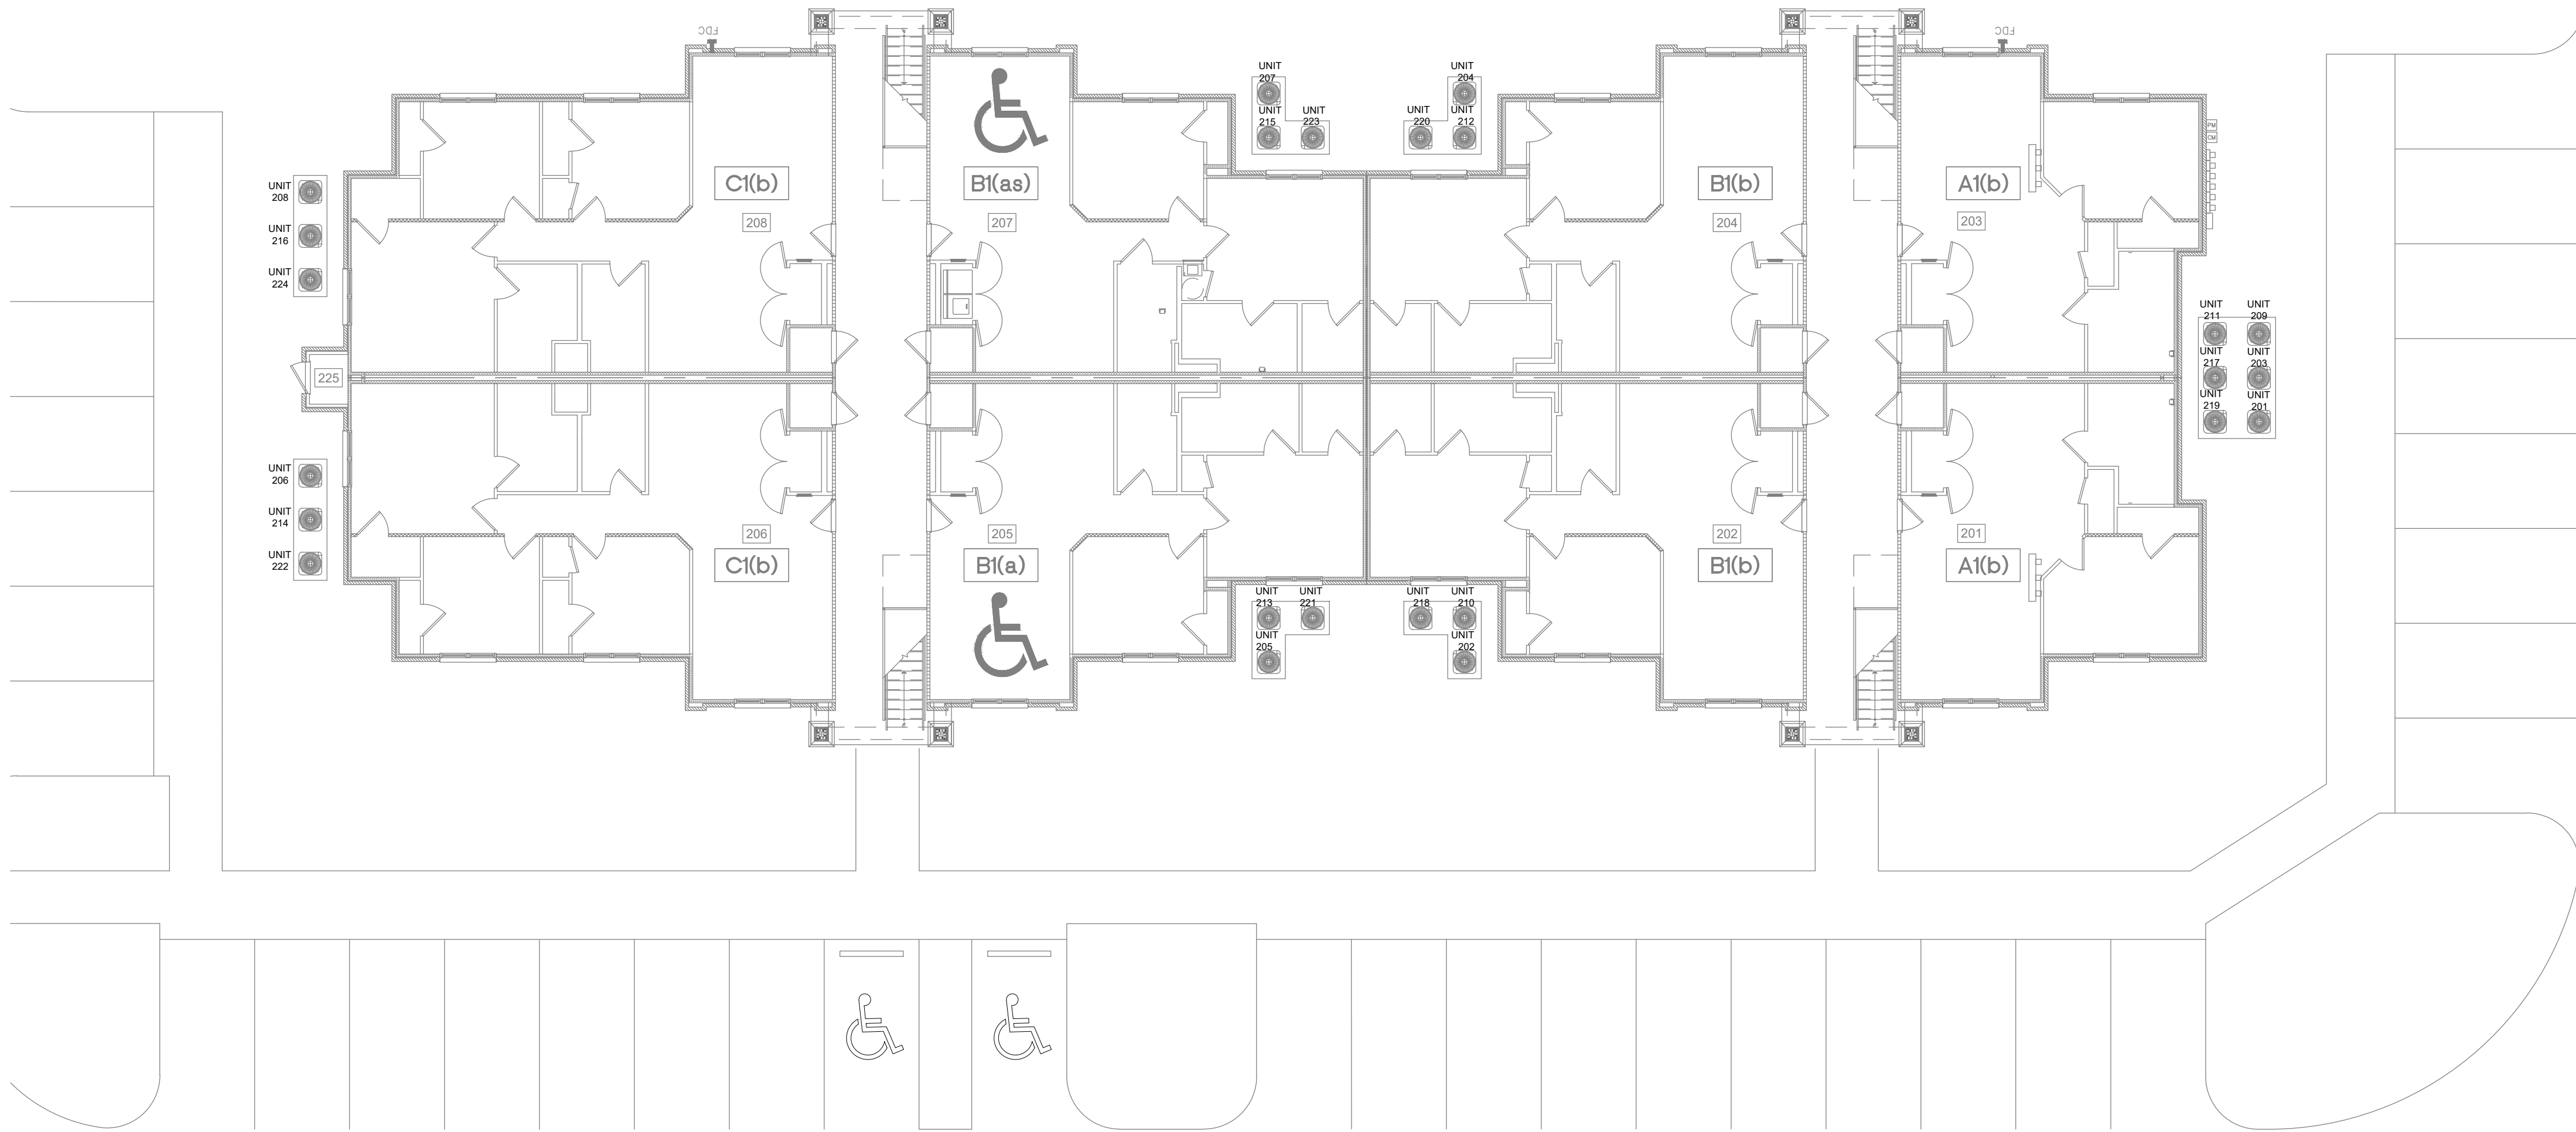 FDC
FDC
UNIT
207
UNIT
215
UNIT
223
UNIT
204
UNIT
220
UNIT
212
PM
CM
C1(b)
B1(as)
B1(b)
A1(b)
UNIT
208
UNIT
216
UNIT
224
208
207
204
203
UNIT
211
UNIT
209
UNIT
217
UNIT
203
UNIT
219
UNIT
201
225
UNIT
206
UNIT
214
UNIT
222
206
205
202
201
C1(b)
B1(a)
B1(b)
A1(b)
UNIT
213
UNIT
221
UNIT
205
UNIT
218
UNIT
210
UNIT
202